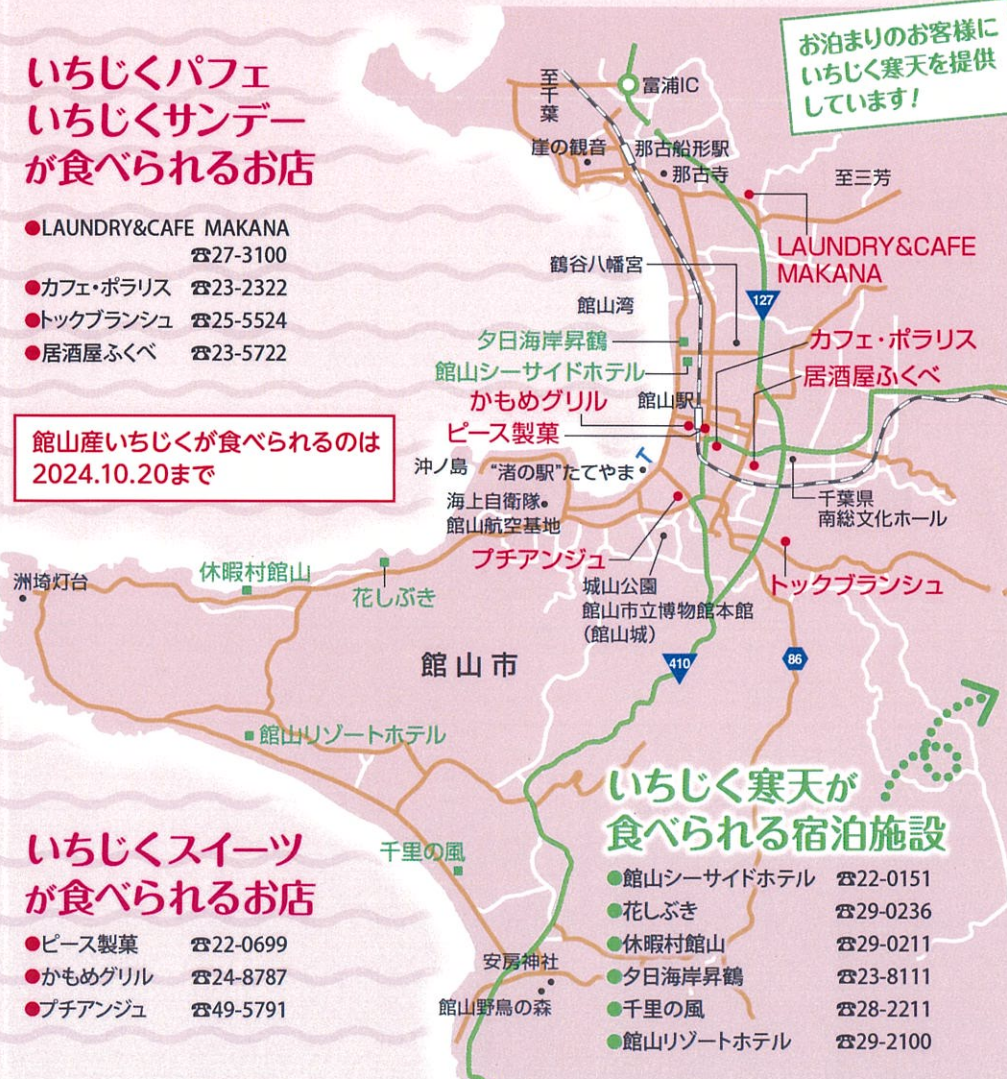 いちじくパフェ
いちじくサンデー
が食べられるお店
●LAUNDRY&CAFE MAKANA
☎27-3100
●カフェ・ポラリス ☎23-2322
●トックブランシュ ☎25-5524
●居酒屋ふくべ ☎23-5722
館山産いちじくが食べられるのは
2024.10.20まで
お泊まりのお客様に
いちじく寒天を提供
しています!
至千葉
富浦IC
崖の観音
那古船形駅
那古寺
至三芳
LAUNDRY&CAFE
MAKANA
鶴谷八幡宮
127
館山湾
夕日海岸昇鶴
カフェ・ポラリス
館山シーサイドホテル
居酒屋ふくべ
かもめグリル
館山駅
ピース製菓
沖ノ島
“渚の駅”たてやま
海上自衛隊
館山航空基地
千葉県
南総文化ホール
プチアンジュ
城山公園
館山市立博物館本館
(館山城)
トックブランシュ
洲埼灯台
休暇村館山
花しぶき
館山市
410
86
館山リゾートホテル
千里の風
安房神社
館山野鳥の森
いちじくスイーツ
が食べられるお店
●ピース製菓 ☎22-0699
●かもめグリル ☎24-8787
●プチアンジュ ☎49-5791
いちじく寒天が
食べられる宿泊施設
●館山シーサイドホテル ☎22-0151
●花しぶき ☎29-0236
●休暇村館山 ☎29-0211
●夕日海岸昇鶴 ☎23-8111
●千里の風 ☎28-2211
●館山リゾートホテル ☎29-2100